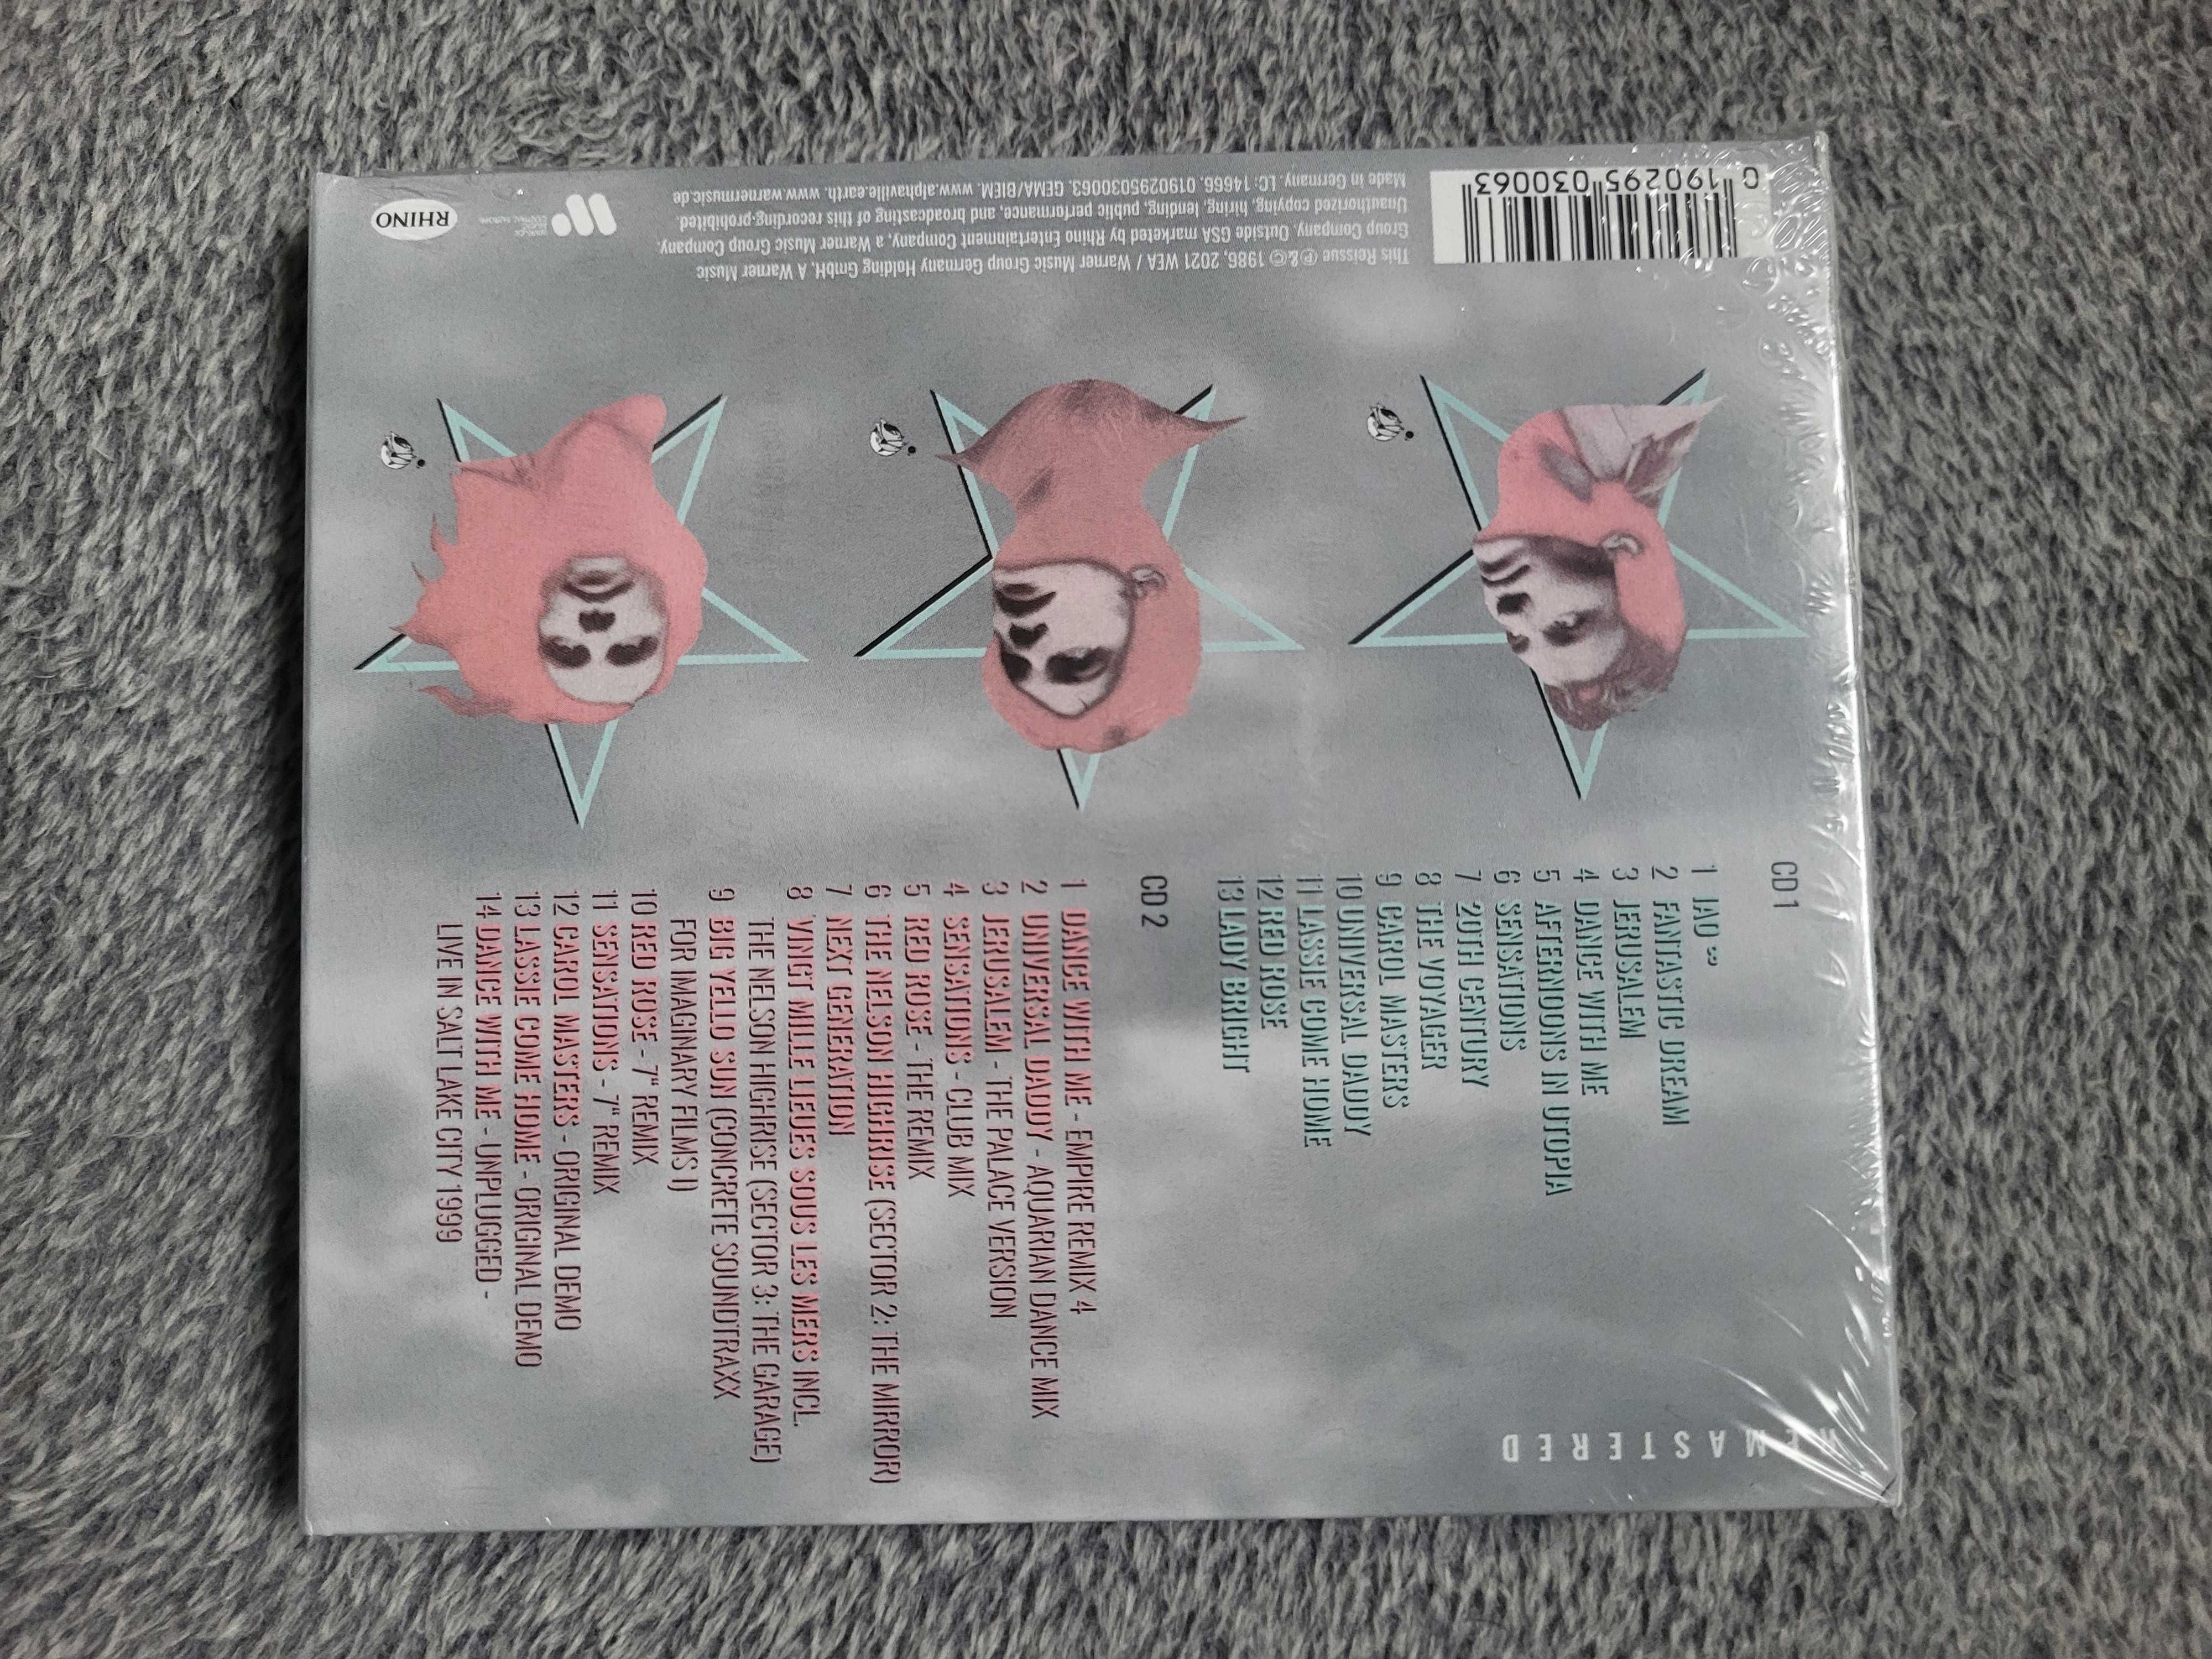 CD 1
1 IAO ∞
2 FANTASTIC DREAM
3 JERUSALEM
4 DANCE WITH ME
5 AFTERNOONS IN UTOPIA
6 SENSATIONS
7 20TH CENTURY
8 THE VOYAGER
9 CAROL MASTERS
10 UNIVERSAL DADDY
11 LASSIE COME HOME
12 RED ROSE
13 LADY BRIGHT
CD 2
1 DANCE WITH ME - EMPIRE REMIX 4
2 UNIVERSAL DADDY - AQUARIAN DANCE MIX
3 JERUSALEM - THE PALACE VERSION
4 SENSATIONS - CLUB MIX
5 RED ROSE - THE REMIX
6 THE NELSON HIGHRISE (SECTOR 2: THE MIRROR)
7 NEXT GENERATION
8 VINGT MILLE LIEUES SOUS LES MERS INCL.
THE NELSON HIGHRISE (SECTOR 3: THE GARAGE)
9 BIG YELLO SUN (CONCRETE SOUNDTRAXX
FOR IMAGINARY FILMS I)
10 RED ROSE - 7" REMIX
11 SENSATIONS - 7" REMIX
12 CAROL MASTERS - ORIGINAL DEMO
13 LASSIE COME HOME - ORIGINAL DEMO
14 DANCE WITH ME - UNPLUGGED -
LIVE IN SALT LAKE CITY 1999
REMASTERED
This Reissue ℗&© 1986, 2021 WEA / Warner Music Group Germany Holding GmbH, A Warner Music
Group Company. Outside GSA marketed by Rhino Entertainment Company, a Warner Music Group Company.
Unauthorized copying, hiring, lending, public performance, and broadcasting of this recording prohibited.
Made in Germany. LC: 14666. 0190295030063. GEMA/BIEM. www.alphaville.earth. www.warnermusic.de
0 190295 030063
RHINO